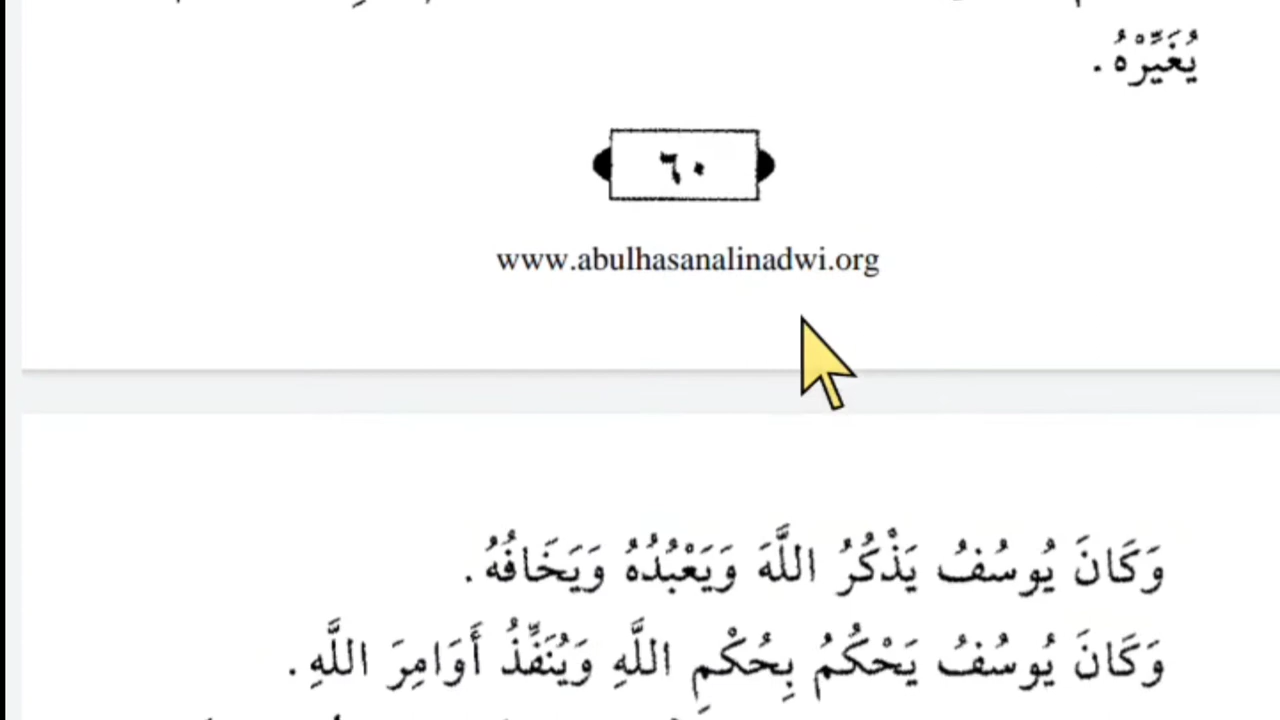 يُغَيِّرْهُ .
٦٠
www.abulhasanalinadwi.org
وَكَانَ يُوسُفُ يَذْكُرُ اللَّهَ وَيَعْبُدُهُ وَيَخَافُهُ .
وَكَانَ يُوسُفُ يَحْكُمُ بِحُكْمِ اللَّهِ وَيُنَفِّذُ أَوَامِرَ اللَّهِ .